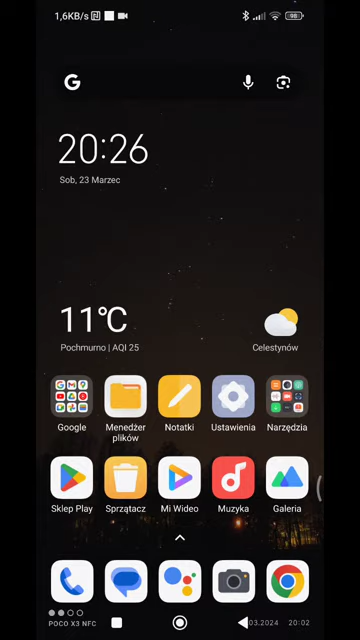 1,6KB/s
98
20:26
Sob, 23 Marzec
11°C
Pochmurno | AQI 25
Celestynów
Google
Menedżer plików
Notatki
Ustawienia
Narzędzia
Sklep Play
Sprzątacz
Mi Wideo
Muzyka
Galeria
POCO X3 NFC
03.2024 20:02